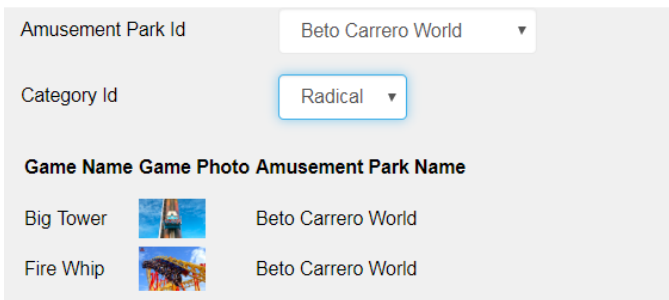 Amusement Park Id Beto Carrero World
Category Id Radical
Game Name Game Photo Amusement Park Name
Big Tower Beto Carrero World
Fire Whip Beto Carrero World